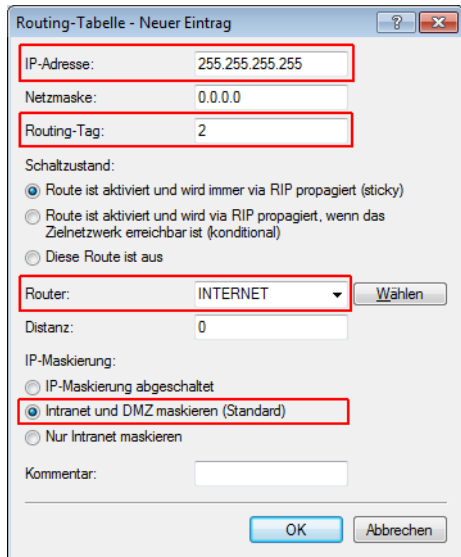 Routing-Tabelle - Neuer Eintrag
IP-Adresse: 255.255.255.255
Netzmaske: 0.0.0.0
Routing-Tag: 2
Schaltzustand:
Route ist aktiviert und wird immer via RIP propagiert (sticky)
Route ist aktiviert und wird via RIP propagiert, wenn das
Zielnetzwerk erreichbar ist (konditional)
Diese Route ist aus
Router: INTERNET Wählen
Distanz: 0
IP-Maskierung:
IP-Maskierung abgeschaltet
Intranet und DMZ maskieren (Standard)
Nur Intranet maskieren
Kommentar:
OK Abbrechen